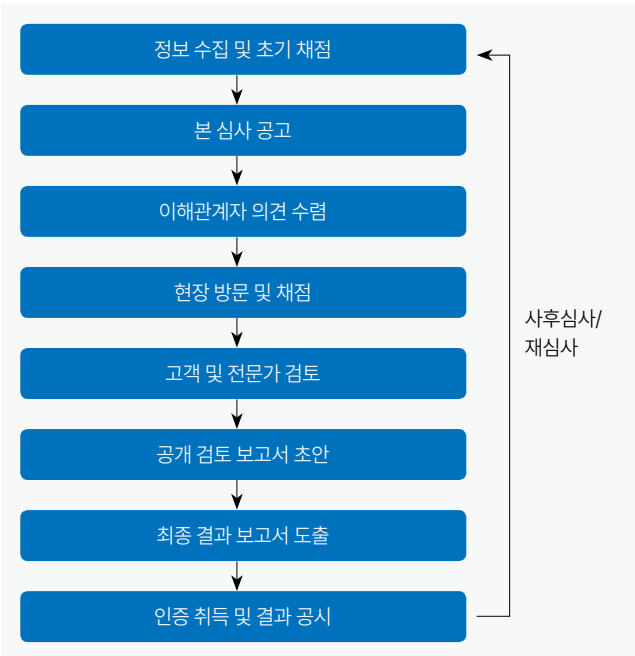 정보 수집 및 초기 채점
본 심사 공고
이해관계자 의견 수렴
현장 방문 및 채점
고객 및 전문가 검토
공개 검토 보고서 초안
최종 결과 보고서 도출
인증 취득 및 결과 공시
사후심사/
재심사